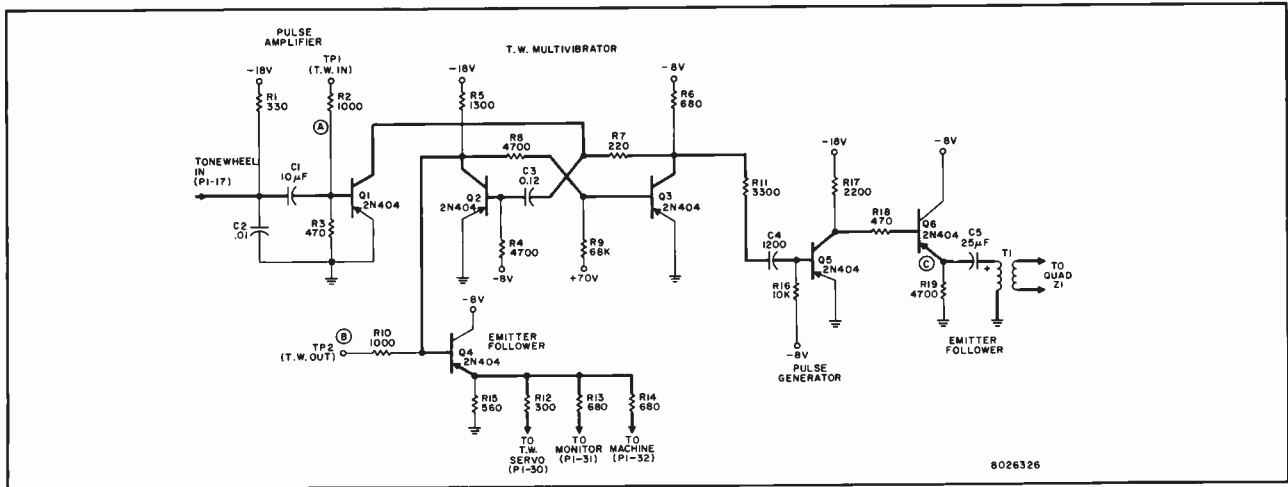 PULSE
AMPLIFIER
T.W. MULTIVIBRATOR
-18V
TP1
(T.W. IN)
-18V
-8V
R1
330
R2
1000
R5
1300
R6
680
A
R8
4700
R7
220
TONEWHEEL
IN
(P1-17)
C1
10µF
C3
0.12
-18V
-8V
Q1
2N404
Q2
2N404
Q3
2N404
R11
3300
R17
2200
C2
.01
R3
470
R4
4700
-8V
R9
68K
+70V
C4
1200
R18
470
Q6
2N404
C5
25µF
Q5
2N404
C
+
T1
TO
QUAD
Z1
R16
10K
R19
4700
-8V
PULSE
GENERATOR
EMITTER
FOLLOWER
-8V
B
TP2
(T.W. OUT)
R10
1000
EMITTER
FOLLOWER
Q4
2N404
R15
560
R12
300
R13
680
R14
680
TO
T.W.
SERVO
(P1-30)
TO
MONITOR
(P1-31)
TO
MACHINE
(P1-32)
8026326